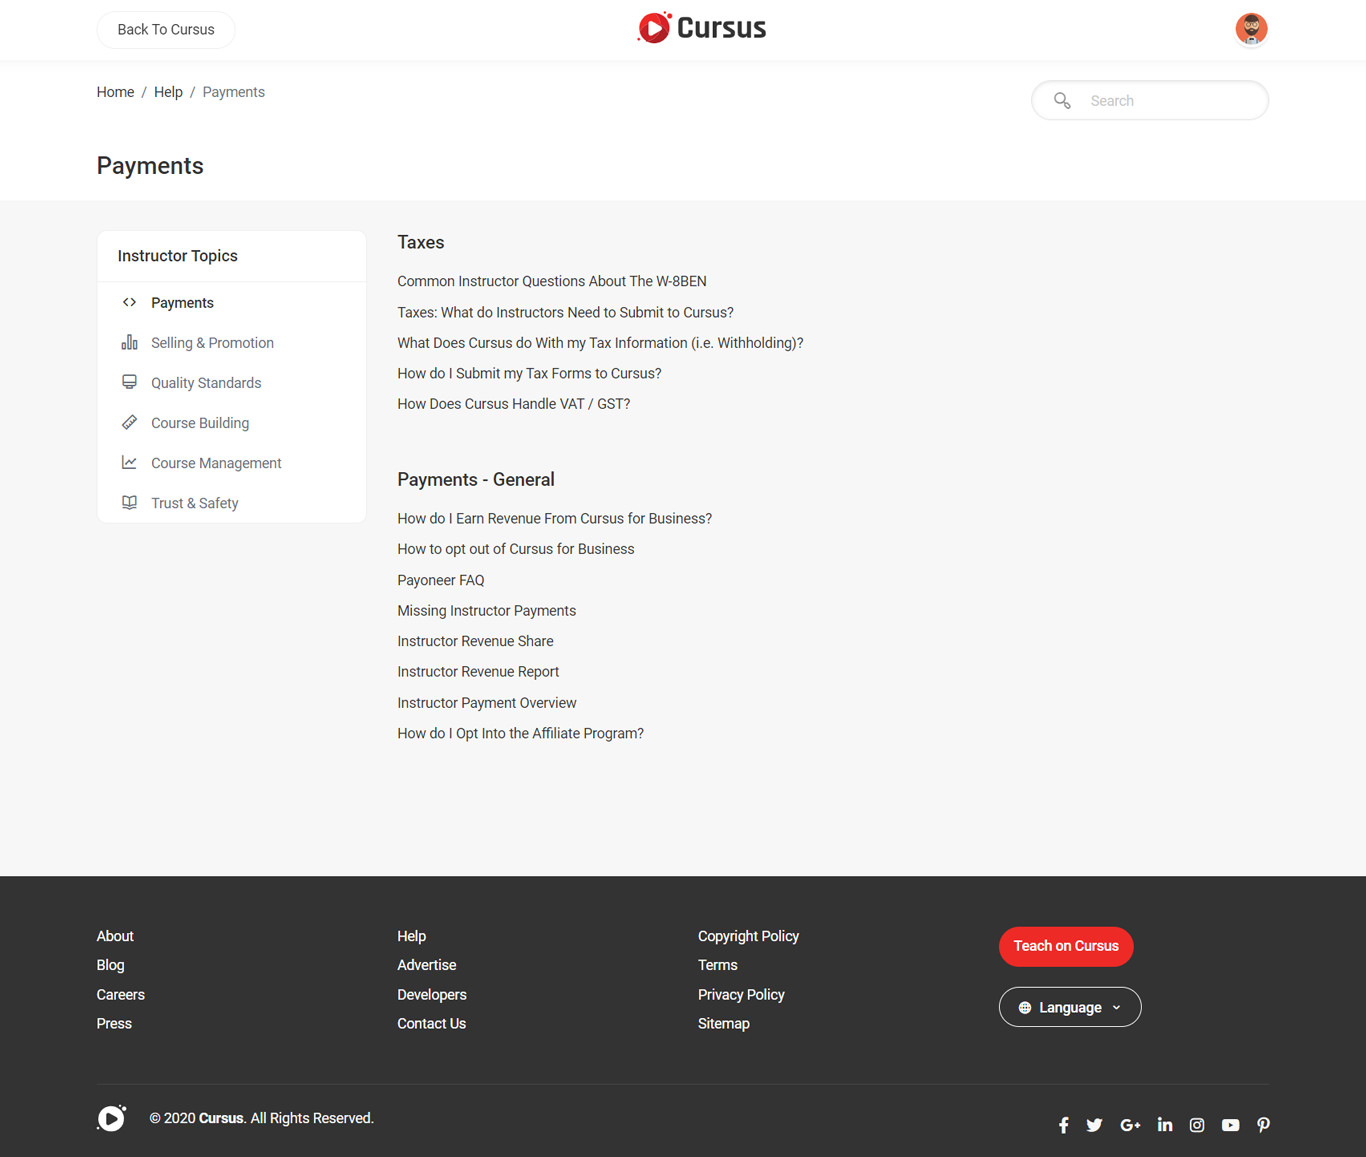 Back To Cursus
Cursus
Home / Help / Payments
Search
Payments
Instructor Topics
Payments
Selling & Promotion
Quality Standards
Course Building
Course Management
Trust & Safety
Taxes
Common Instructor Questions About The W-8BEN
Taxes: What do Instructors Need to Submit to Cursus?
What Does Cursus do With my Tax Information (i.e. Withholding)?
How do I Submit my Tax Forms to Cursus?
How Does Cursus Handle VAT / GST?
Payments - General
How do I Earn Revenue From Cursus for Business?
How to opt out of Cursus for Business
Payoneer FAQ
Missing Instructor Payments
Instructor Revenue Share
Instructor Revenue Report
Instructor Payment Overview
How do I Opt Into the Affiliate Program?
About
Blog
Careers
Press
Help
Advertise
Developers
Contact Us
Copyright Policy
Terms
Privacy Policy
Sitemap
Teach on Cursus
Language
© 2020 Cursus. All Rights Reserved.